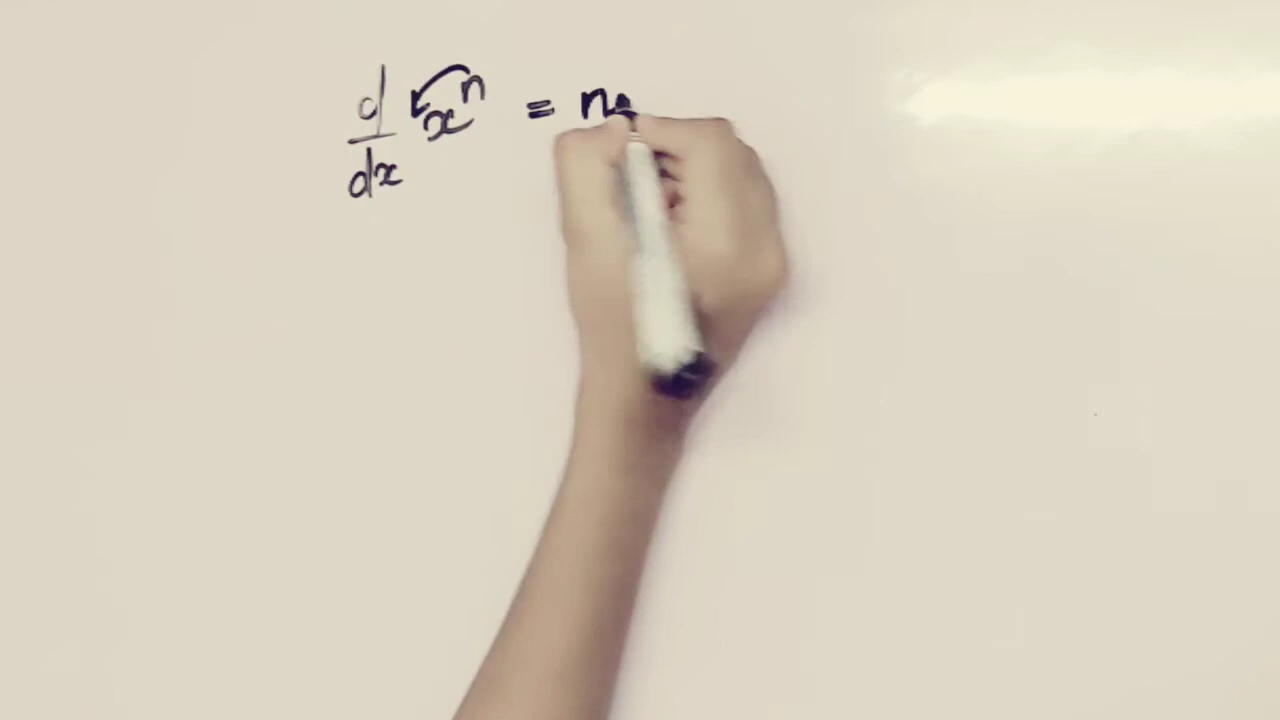 d/dx xⁿ = n